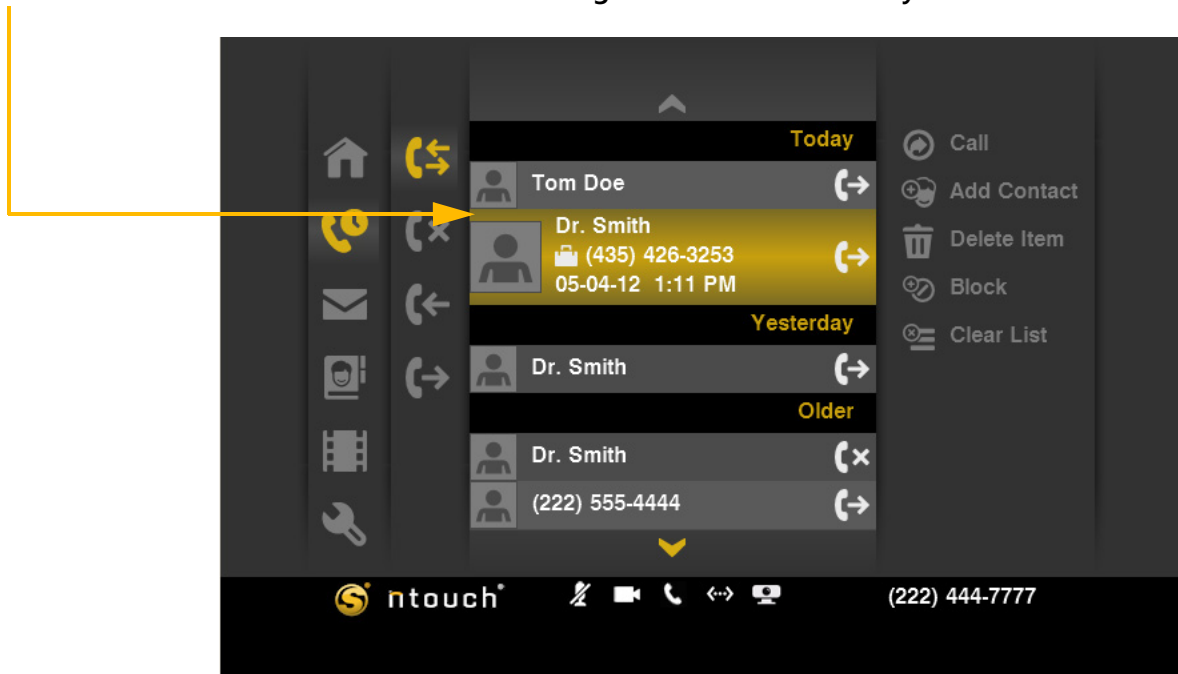 Today
Tom Doe
Dr. Smith
(435) 426-3253
05-04-12 1:11 PM
Yesterday
Dr. Smith
Older
Dr. Smith
(222) 555-4444
Call
Add Contact
Delete Item
Block
Clear List
S ntouch
(222) 444-7777